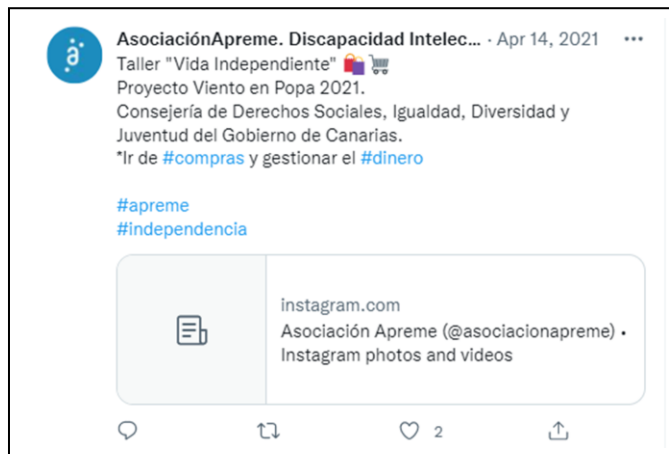 AsociaciónApreme. Discapacidad Intelec... · Apr 14, 2021
Taller "Vida Independiente" 🛍️🛒
Proyecto Viento en Popa 2021.
Consejería de Derechos Sociales, Igualdad, Diversidad y
Juventud del Gobierno de Canarias.
*Ir de #compras y gestionar el #dinero
#apreme
#independencia
instagram.com
Asociación Apreme (@asociacionapreme) •
Instagram photos and videos
2